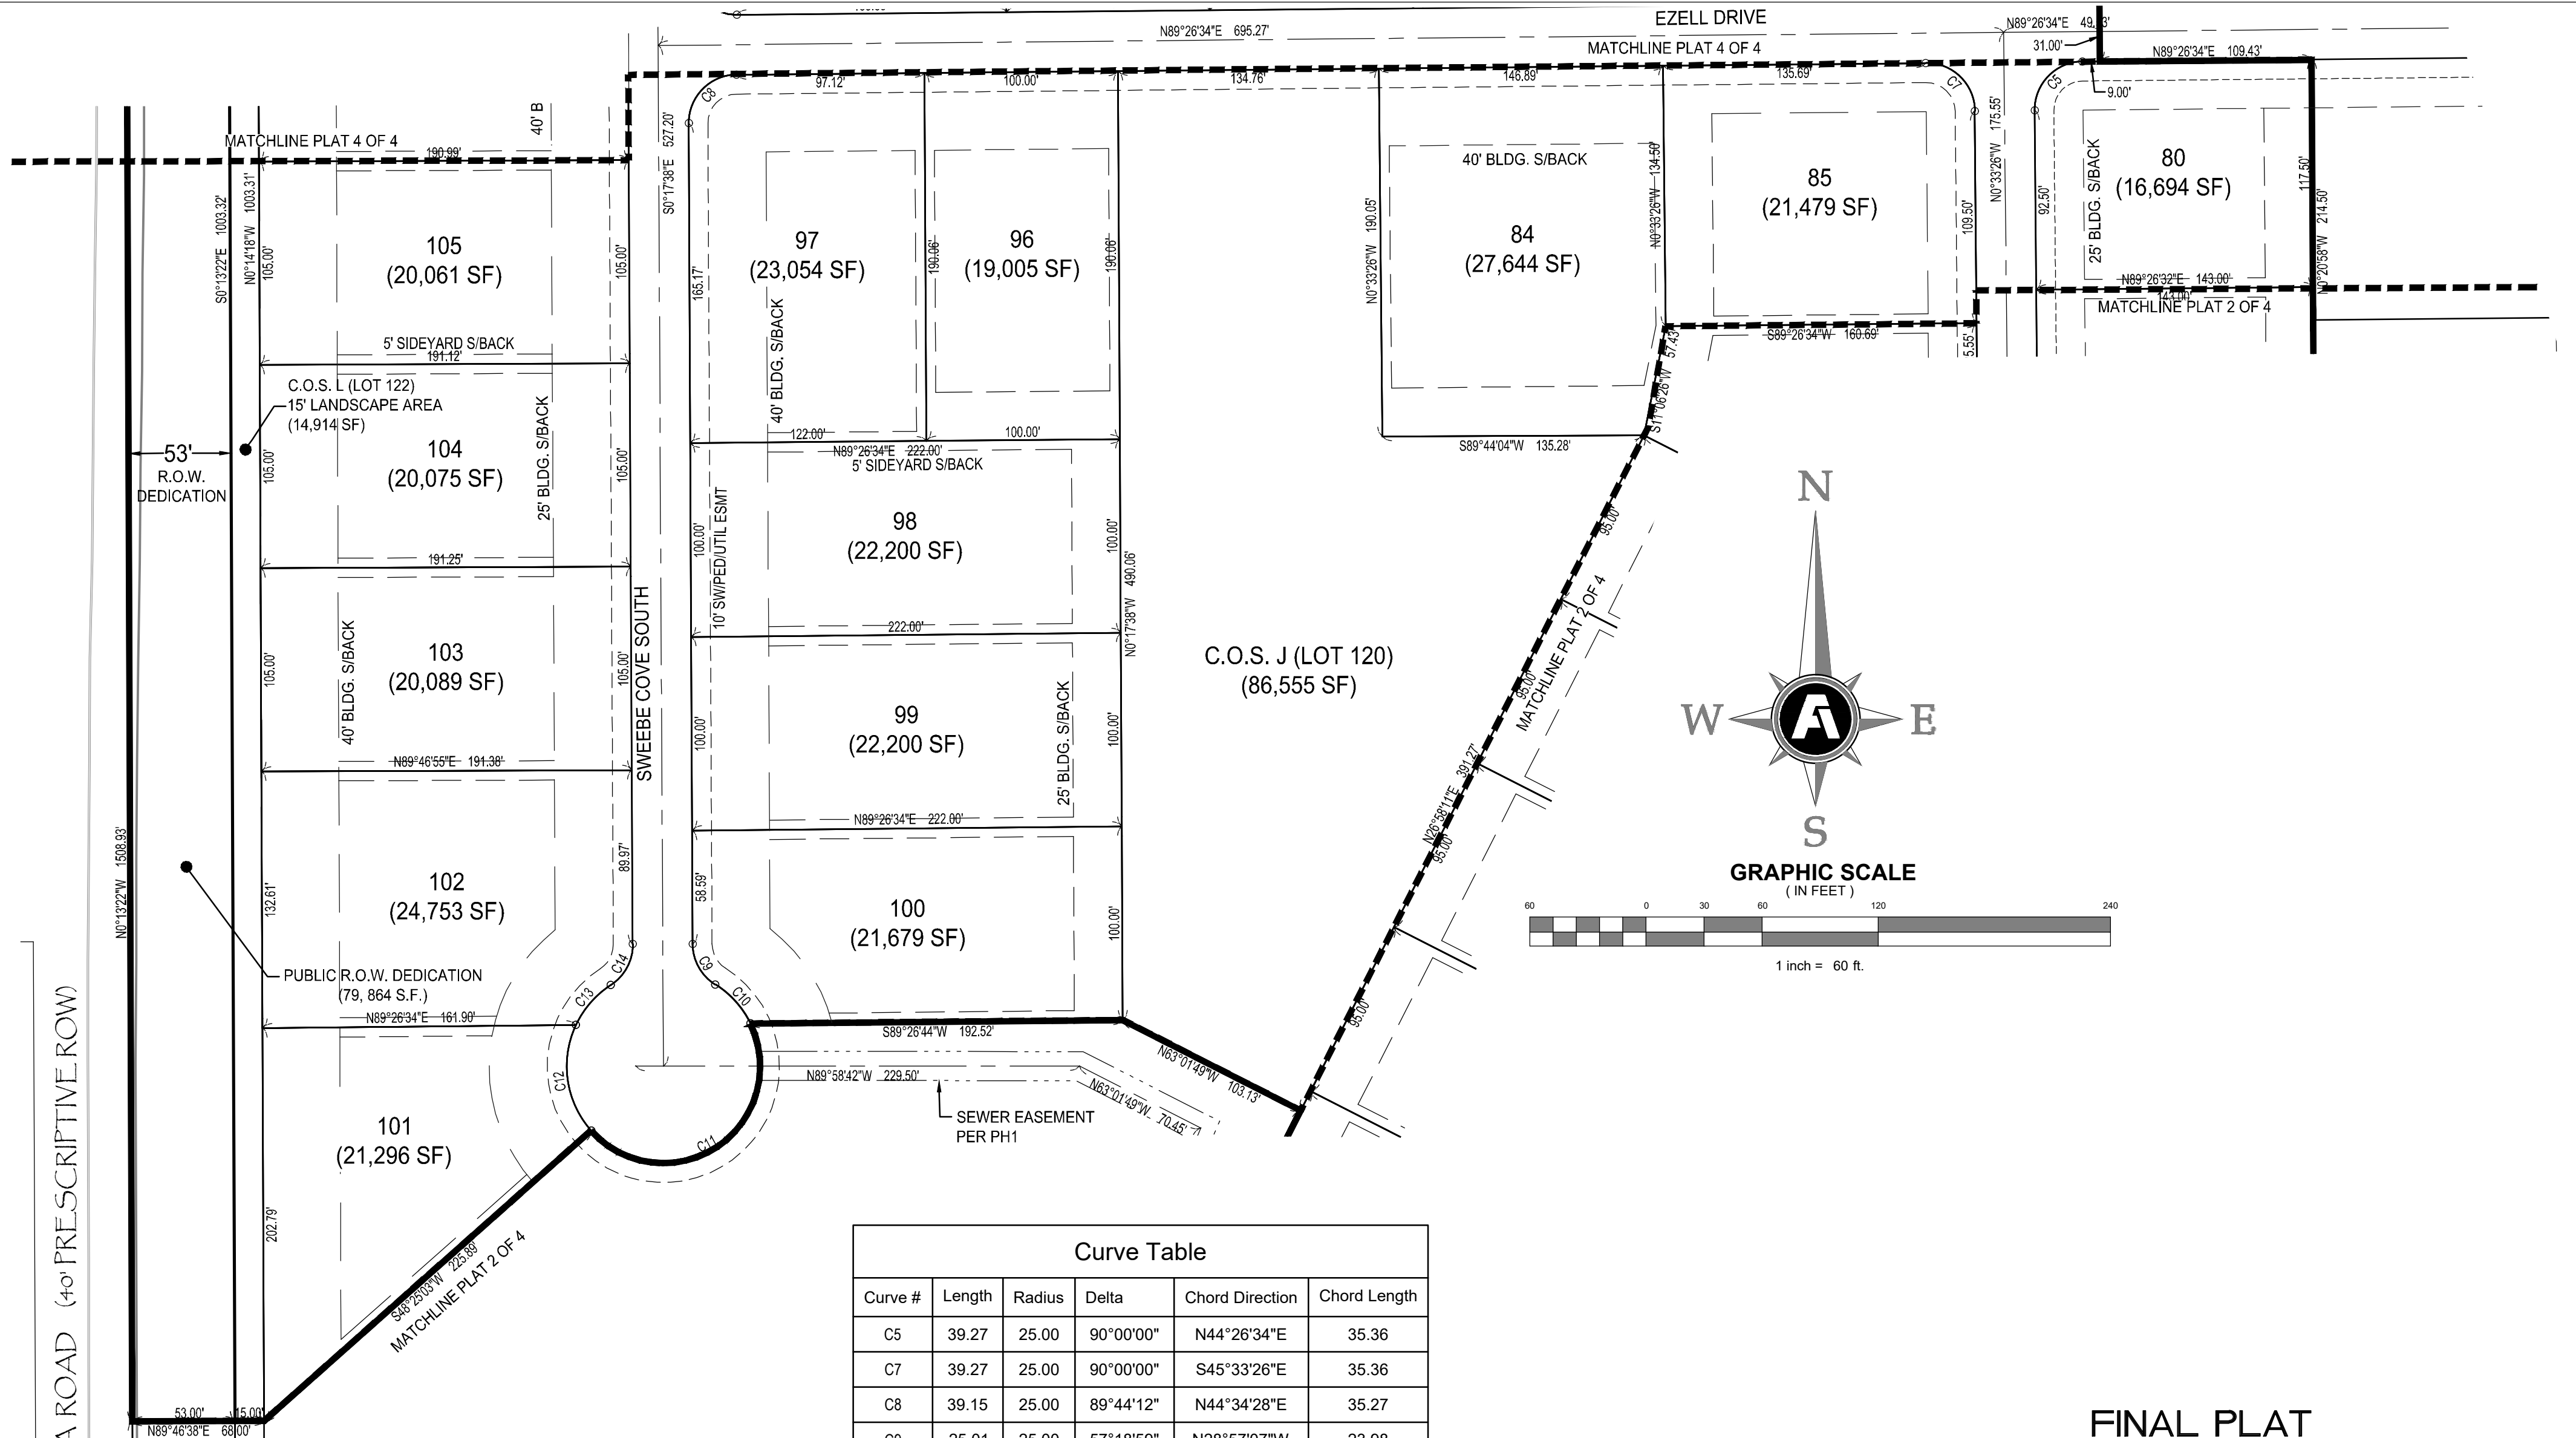 EZELL DRIVE
N89°26'34"E 695.27'
MATCHLINE PLAT 4 OF 4
N89°26'34"E
31.00'
N89°26'34"E 109.43'
9.00'
97.12'
100.00'
134.76'
146.89'
135.69'
C8
C7
C5
40' B
MATCHLINE PLAT 4 OF 4
190.99'
S0°13'22"E 1003.32'
N0°14'18"W 1003.31'
S0°17'38"E 527.20'
105.00'
105
(20,061 SF)
105.00'
165.17'
97
(23,054 SF)
190.06'
96
(19,005 SF)
190.06'
N0°33'26"W 190.05'
40' BLDG. S/BACK
84
(27,644 SF)
N0°33'26"W 134.50'
85
(21,479 SF)
109.50'
N0°33'26"W 175.55'
92.50'
25' BLDG. S/BACK
80
(16,694 SF)
117.50'
N0°20'58"W 214.50'
N89°26'32"E 143.00'
143.00'
MATCHLINE PLAT 2 OF 4
S89°26'34"W 160.69'
5.55'
57.43'
S11°06'26"W
S89°44'04"W 135.28'
5' SIDEYARD S/BACK
191.12'
C.O.S. L (LOT 122)
15' LANDSCAPE AREA
(14,914 SF)
53'
R.O.W.
DEDICATION
105.00'
104
(20,075 SF)
25' BLDG. S/BACK
105.00'
40' BLDG. S/BACK
122.00'
100.00'
N89°26'34"E 222.00'
5' SIDEYARD S/BACK
10' SW/PED/UTIL ESMT
100.00'
98
(22,200 SF)
100.00'
N0°17'38"W 490.06'
191.25'
222.00'
SWEEBE COVE SOUTH
105.00'
40' BLDG. S/BACK
103
(20,089 SF)
105.00'
100.00'
99
(22,200 SF)
25' BLDG. S/BACK
100.00'
C.O.S. J (LOT 120)
(86,555 SF)
95.00'
95.00'
MATCHLINE PLAT 2 OF 4
N26°58'11"E 391.27'
95.00'
95.00'
N89°46'55"E 191.38'
N89°26'34"E 222.00'
N0°13'22"W 1508.93'
132.61'
102
(24,753 SF)
89.97'
58.59'
100
(21,679 SF)
100.00'
N
W
E
S
GRAPHIC SCALE
( IN FEET )
60 0 30 60 120 240
1 inch = 60 ft.
PUBLIC R.O.W. DEDICATION
(79, 864 S.F.)
C14
C13
C9
C10
N89°26'34"E 161.90'
S89°26'44"W 192.52'
N63°01'49"W 103.13'
N89°58'42"W 229.50'
N63°01'49"W 70.45'
SEWER EASEMENT
PER PH1
C12
C11
101
(21,296 SF)
202.79'
S48°25'03"W 225.89'
MATCHLINE PLAT 2 OF 4
A ROAD (40' PRESCRIPTIVE ROW)
53.00'
15.00'
N89°46'38"E 68.00'
Curve Table
Curve # Length Radius Delta Chord Direction Chord Length
C5 39.27 25.00 90°00'00" N44°26'34"E 35.36
C7 39.27 25.00 90°00'00" S45°33'26"E 35.36
C8 39.15 25.00 89°44'12" N44°34'28"E 35.27
FINAL PLAT